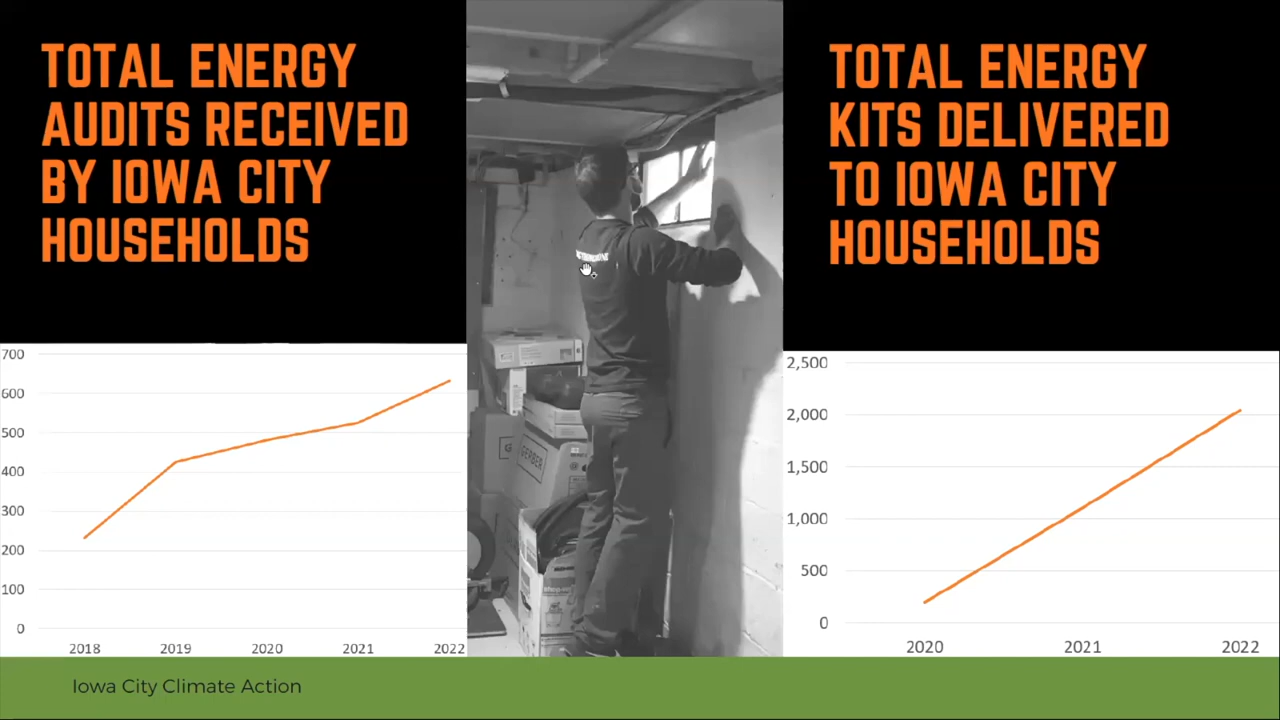 TOTAL ENERGY
AUDITS RECEIVED
BY IOWA CITY
HOUSEHOLDS
700
600
500
400
300
200
100
0
2018 2019 2020 2021 2022
GERBER
TOTAL ENERGY
KITS DELIVERED
TO IOWA CITY
HOUSEHOLDS
2,500
2,000
1,500
1,000
500
0
2020 2021 2022
Iowa City Climate Action